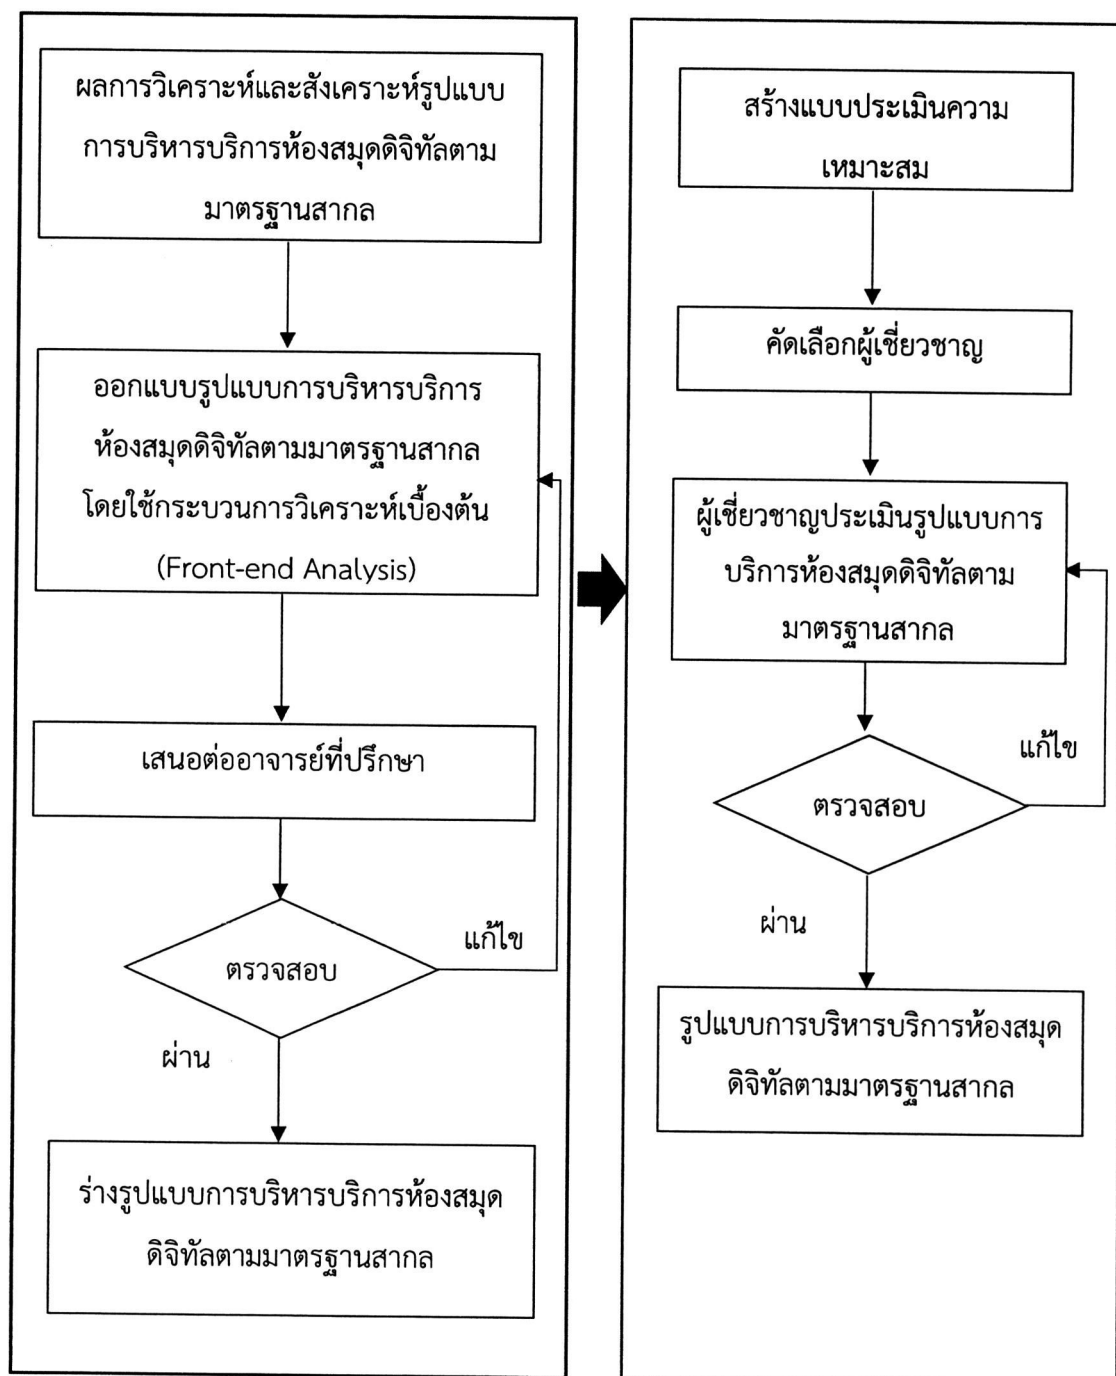 ผลการวิเคราะห์และสังเคราะห์รูปแบบ
การบริหารบริการห้องสมุดดิจิทัลตาม
มาตรฐานสากล
ออกแบบรูปแบบการบริหารบริการ
ห้องสมุดดิจิทัลตามมาตรฐานสากล
โดยใช้กระบวนการวิเคราะห์เบื้องต้น
(Front-end Analysis)
เสนอต่ออาจารย์ที่ปรึกษา
ตรวจสอบ
แก้ไข
ผ่าน
ร่างรูปแบบการบริหารบริการห้องสมุด
ดิจิทัลตามมาตรฐานสากล
สร้างแบบประเมินความ
เหมาะสม
คัดเลือกผู้เชี่ยวชาญ
ผู้เชี่ยวชาญประเมินรูปแบบการ
บริการห้องสมุดดิจิทัลตาม
มาตรฐานสากล
แก้ไข
ตรวจสอบ
ผ่าน
รูปแบบการบริหารบริการห้องสมุด
ดิจิทัลตามมาตรฐานสากล